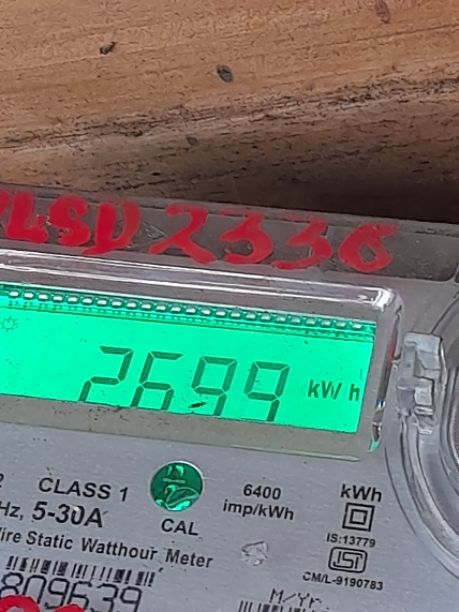 LSD 2336
2699 kWh
CLASS 1
6400
imp/kWh
kWh
Hz, 5-30A
CAL
IS:13779
ire Static Watthour Meter
ISI
CM/L-9190783
809639
M/Yr